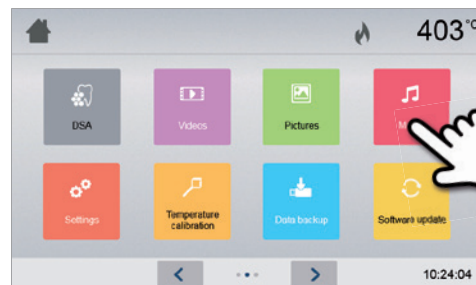 403°C
DSA
Videos
Pictures
Settings
Temperature
calibration
Data backup
Software update
10:24:04